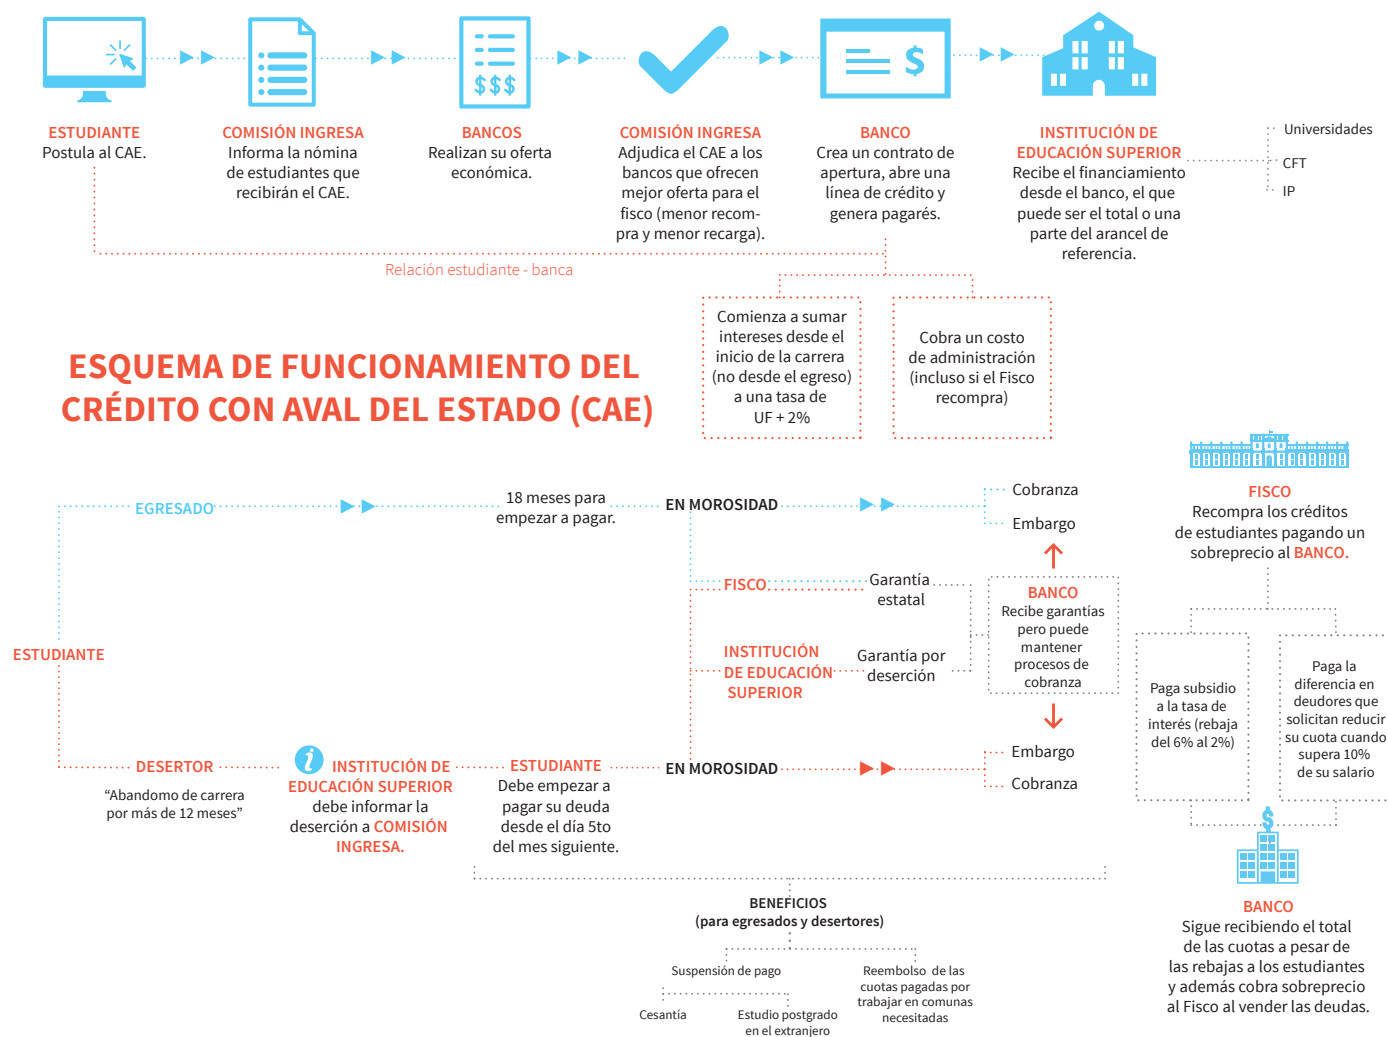 ESTUDIANTE
Postula al CAE.
COMISIÓN INGRESA
Informa la nómina
de estudiantes que
recibirán el CAE.
$$$
BANCOS
Realizan su oferta
económica.
COMISIÓN INGRESA
Adjudica el CAE a los
bancos que ofrecen
mejor oferta para el
fisco (menor recom-
pra y menor recarga).
$
BANCO
Crea un contrato de
apertura, abre una
línea de crédito y
genera pagarés.
INSTITUCIÓN DE
EDUCACIÓN SUPERIOR
Recibe el financiamiento
desde el banco, el que
puede ser el total o una
parte del arancel de
referencia.
Universidades
CFT
IP
Relación estudiante - banca
Comienza a sumar
intereses desde el
inicio de la carrera
(no desde el egreso)
a una tasa de
UF + 2%
Cobra un costo
de administración
(incluso si el Fisco
recompra)
ESQUEMA DE FUNCIONAMIENTO DEL
CRÉDITO CON AVAL DEL ESTADO (CAE)
ESTUDIANTE
EGRESADO
18 meses para
empezar a pagar.
EN MOROSIDAD
Cobranza
Embargo
FISCO
Garantía
estatal
INSTITUCIÓN
DE EDUCACIÓN
SUPERIOR
Garantía por
deserción
BANCO
Recibe garantías
pero puede
mantener
procesos de
cobranza
DESERTOR
“Abandomo de carrera
por más de 12 meses”
i
INSTITUCIÓN DE
EDUCACIÓN SUPERIOR
debe informar la
deserción a COMISIÓN
INGRESA.
ESTUDIANTE
Debe empezar a
pagar su deuda
desde el día 5to
del mes siguiente.
EN MOROSIDAD
Embargo
Cobranza
BENEFICIOS
(para egresados y desertores)
Suspensión de pago
Cesantía
Estudio postgrado
en el extranjero
Reembolso de las
cuotas pagadas por
trabajar en comunas
necesitadas
FISCO
Recompra los créditos
de estudiantes pagando un
sobreprecio al BANCO.
Paga subsidio
a la tasa de
interés (rebaja
del 6% al 2%)
Paga la
diferencia en
deudores que
solicitan reducir
su cuota cuando
supera 10%
de su salario
$
BANCO
Sigue recibiendo el total
de las cuotas a pesar de
las rebajas a los estudiantes
y además cobra sobreprecio
al Fisco al vender las deudas.